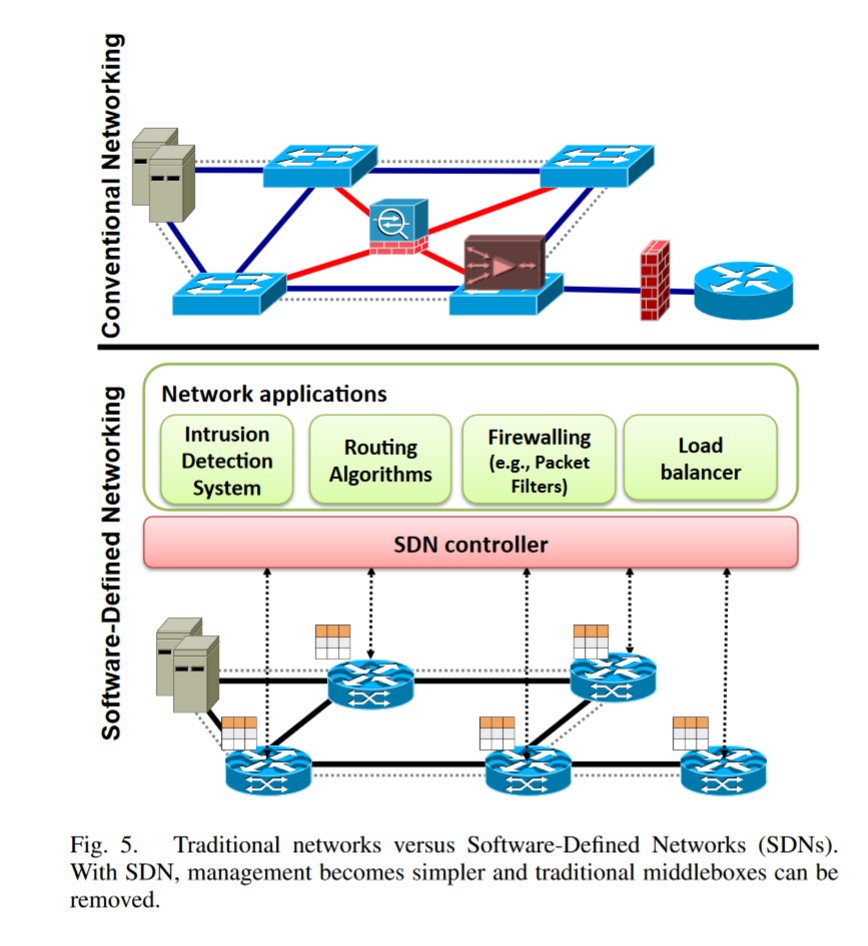 Conventional Networking
Software-Defined Networking
Network applications
Intrusion
Detection
System
Routing
Algorithms
Firewalling
(e.g., Packet
Filters)
Load
balancer
SDN controller
Fig. 5. Traditional networks versus Software-Defined Networks (SDNs).
With SDN, management becomes simpler and traditional middleboxes can be
removed.